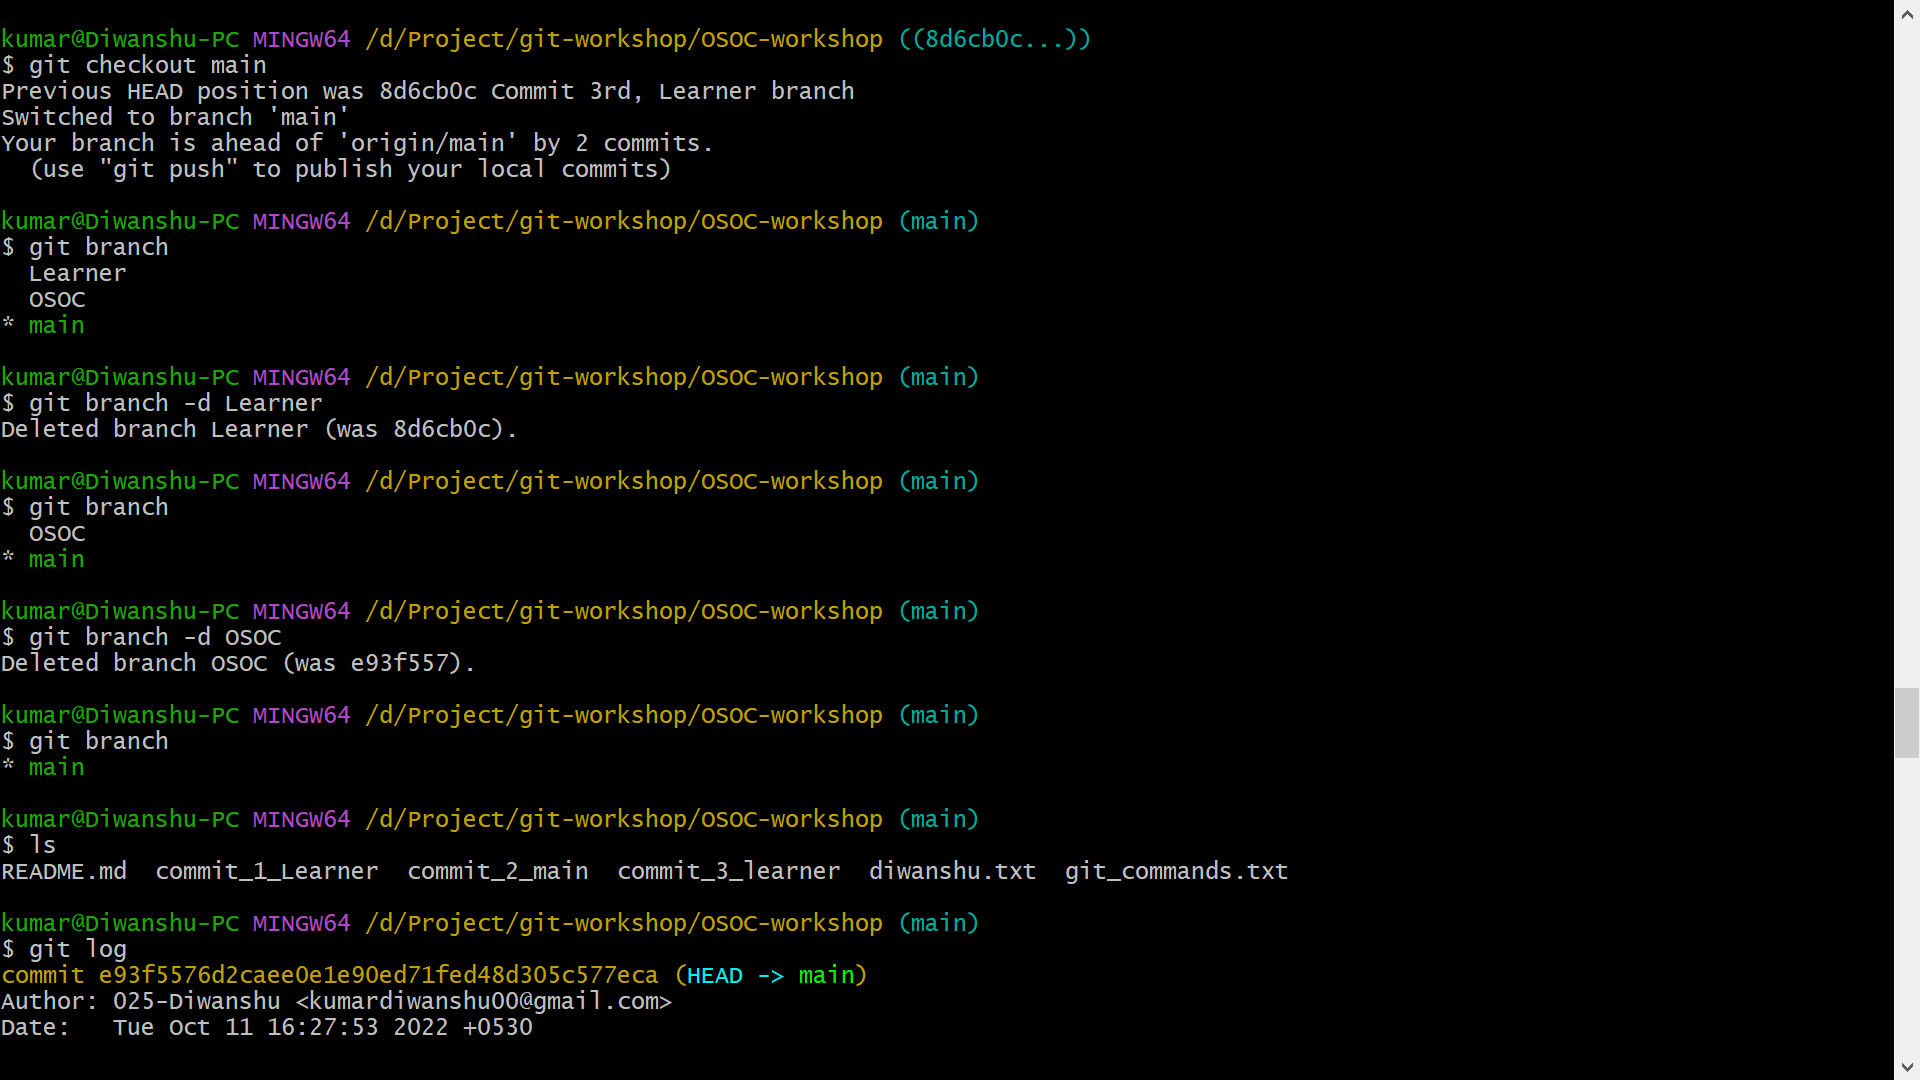 kumar@Diwanshu-PC MINGW64 /d/Project/git-workshop/OSOC-workshop ((8d6cb0c...))
$ git checkout main
Previous HEAD position was 8d6cb0c Commit 3rd, Learner branch
Switched to branch 'main'
Your branch is ahead of 'origin/main' by 2 commits.
  (use "git push" to publish your local commits)

kumar@Diwanshu-PC MINGW64 /d/Project/git-workshop/OSOC-workshop (main)
$ git branch
  Learner
  OSOC
* main

kumar@Diwanshu-PC MINGW64 /d/Project/git-workshop/OSOC-workshop (main)
$ git branch -d Learner
Deleted branch Learner (was 8d6cb0c).

kumar@Diwanshu-PC MINGW64 /d/Project/git-workshop/OSOC-workshop (main)
$ git branch
  OSOC
* main

kumar@Diwanshu-PC MINGW64 /d/Project/git-workshop/OSOC-workshop (main)
$ git branch -d OSOC
Deleted branch OSOC (was e93f557).

kumar@Diwanshu-PC MINGW64 /d/Project/git-workshop/OSOC-workshop (main)
$ git branch
* main

kumar@Diwanshu-PC MINGW64 /d/Project/git-workshop/OSOC-workshop (main)
$ ls
README.md  commit_1_Learner  commit_2_main  commit_3_learner  diwanshu.txt  git_commands.txt

kumar@Diwanshu-PC MINGW64 /d/Project/git-workshop/OSOC-workshop (main)
$ git log
commit e93f5576d2caee0e1e90ed71fed48d305c577eca (HEAD -> main)
Author: 025-Diwanshu <kumardiwanshu00@gmail.com>
Date:   Tue Oct 11 16:27:53 2022 +0530